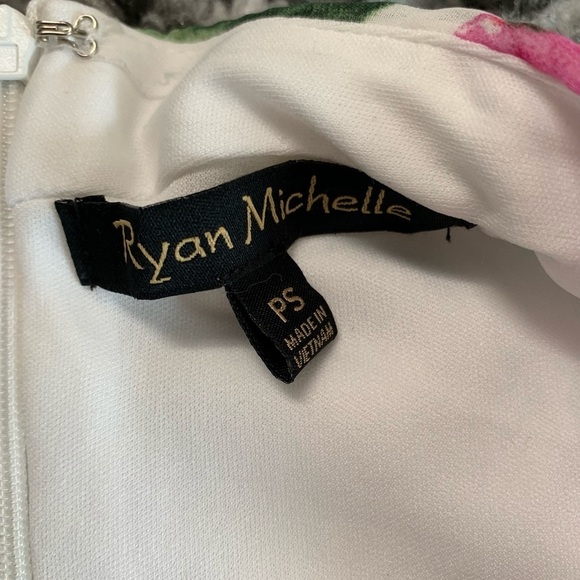 Ryan Michelle
PS
MADE IN
VIETNAM